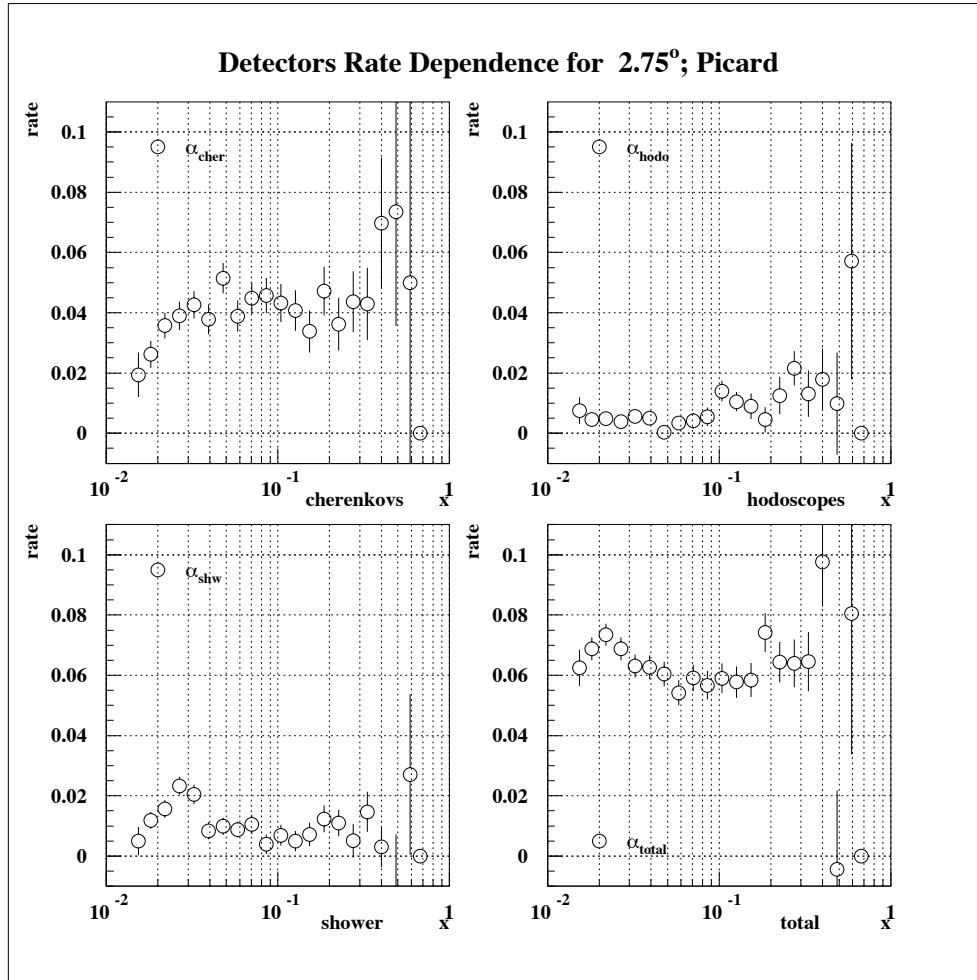 Detectors Rate Dependence for 2.75°; Picard
rate
0.1
α_cher
0.08
0.06
0.04
0.02
0
10^-2
10^-1
1
cherenkovs
x
rate
0.1
α_hodo
0.08
0.06
0.04
0.02
0
10^-2
10^-1
1
hodoscopes
x
rate
0.1
α_shw
0.08
0.06
0.04
0.02
0
10^-2
10^-1
1
shower
x
rate
0.1
0.08
0.06
0.04
0.02
α_total
0
10^-2
10^-1
1
total
x